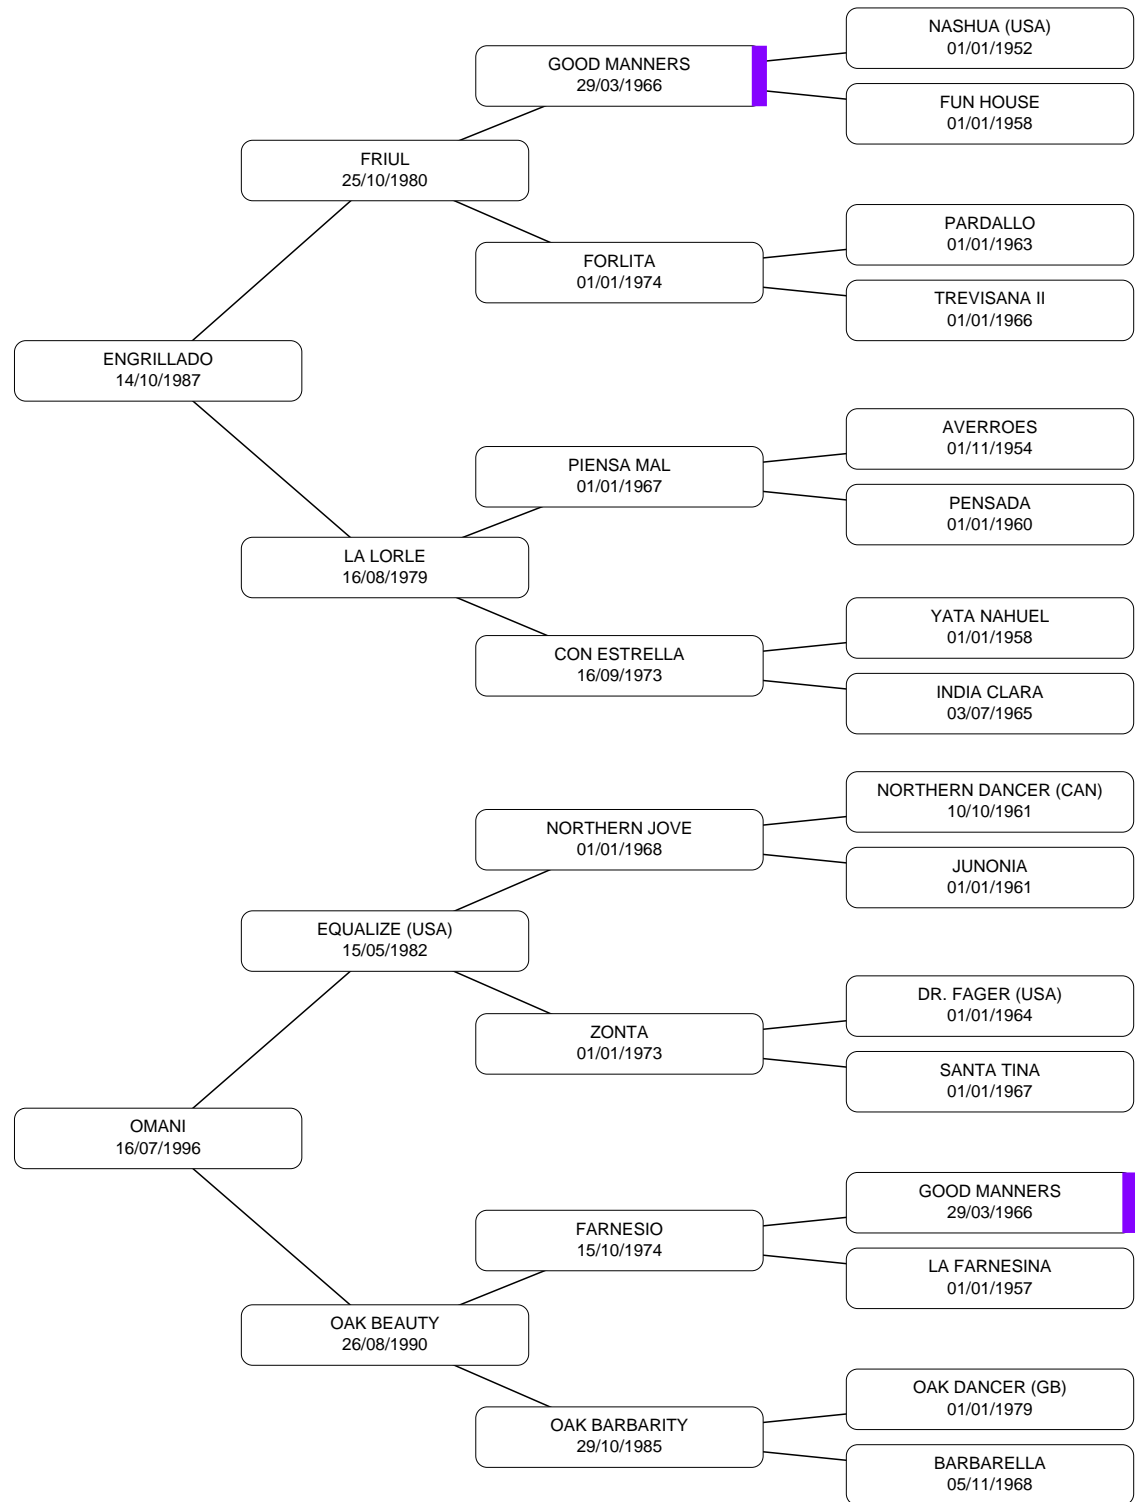 NASHUA (USA)
01/01/1952
GOOD MANNERS
29/03/1966
FUN HOUSE
01/01/1958
FRIUL
25/10/1980
PARDALLO
01/01/1963
FORLITA
01/01/1974
TREVISANA II
01/01/1966
ENGRILLADO
14/10/1987
AVERROES
01/11/1954
PIENSA MAL
01/01/1967
PENSADA
01/01/1960
LA LORLE
16/08/1979
YATA NAHUEL
01/01/1958
CON ESTRELLA
16/09/1973
INDIA CLARA
03/07/1965
NORTHERN DANCER (CAN)
10/10/1961
NORTHERN JOVE
01/01/1968
JUNONIA
01/01/1961
EQUALIZE (USA)
15/05/1982
DR. FAGER (USA)
01/01/1964
ZONTA
01/01/1973
SANTA TINA
01/01/1967
OMANI
16/07/1996
GOOD MANNERS
29/03/1966
FARNESIO
15/10/1974
LA FARNESINA
01/01/1957
OAK BEAUTY
26/08/1990
OAK DANCER (GB)
01/01/1979
OAK BARBARITY
29/10/1985
BARBARELLA
05/11/1968